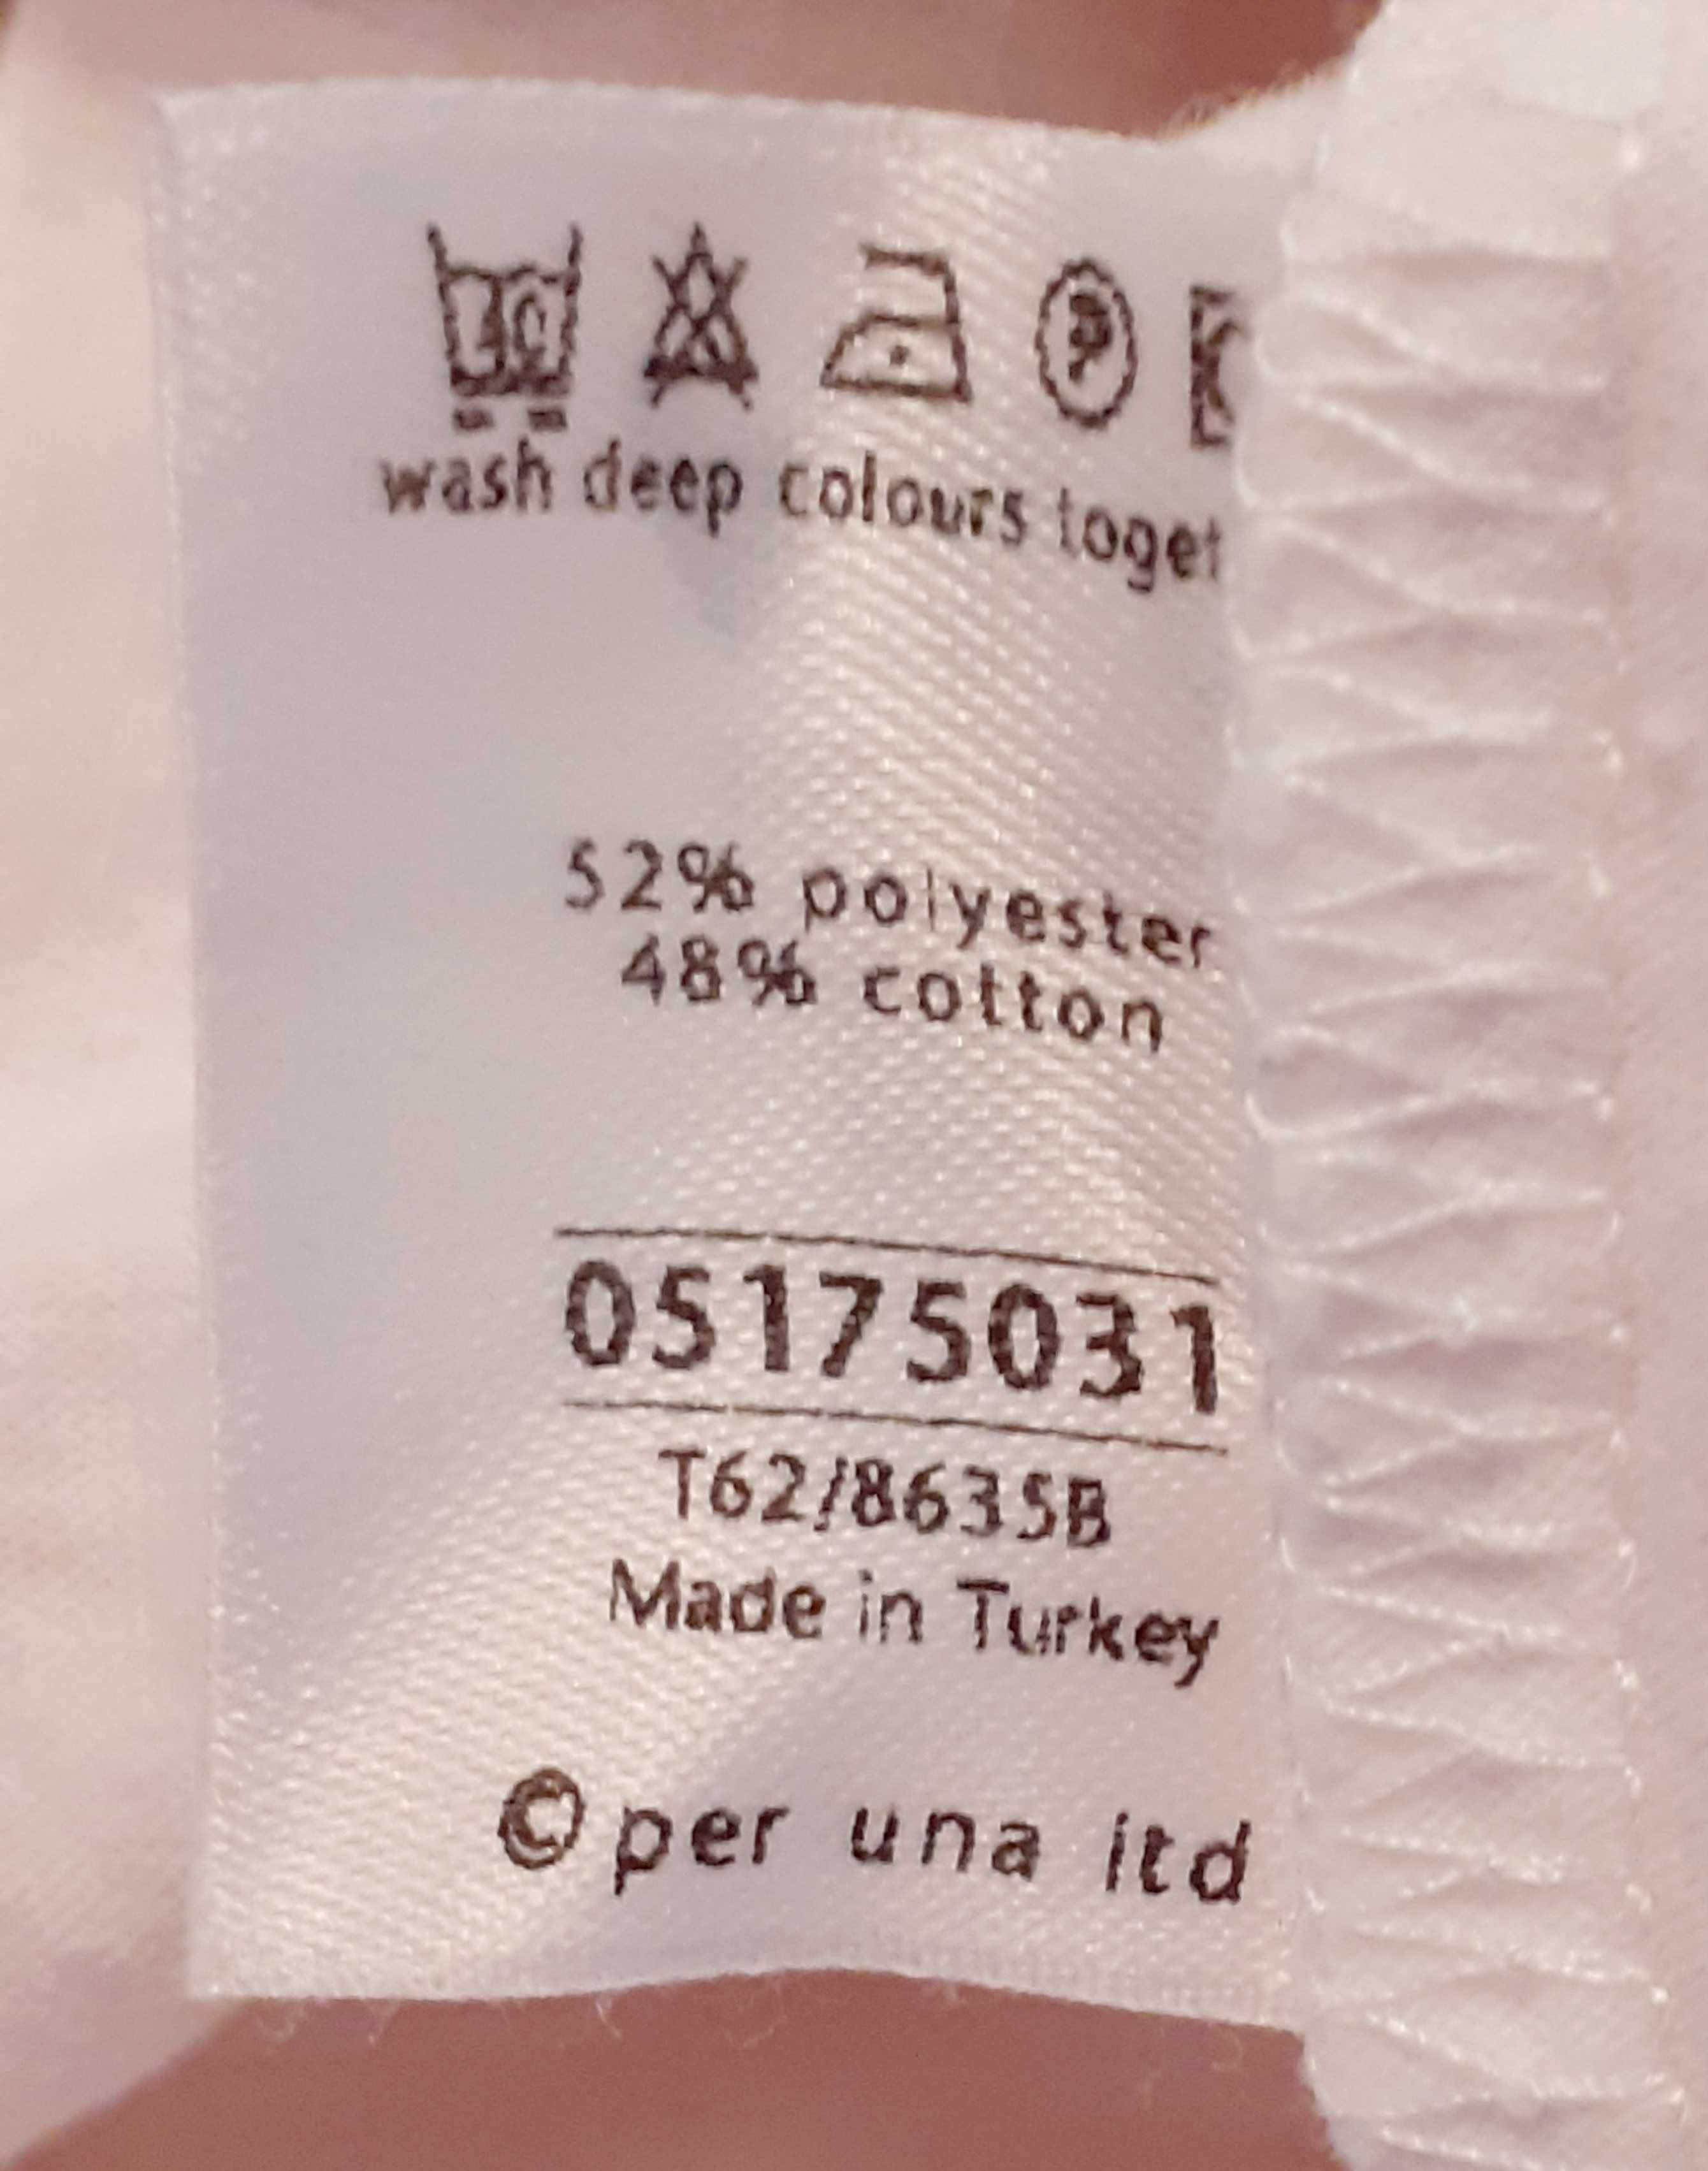 wash deep colours toget
52% polyester
48% cotton
05175031
T62/8635B
Made in Turkey
© per una ltd